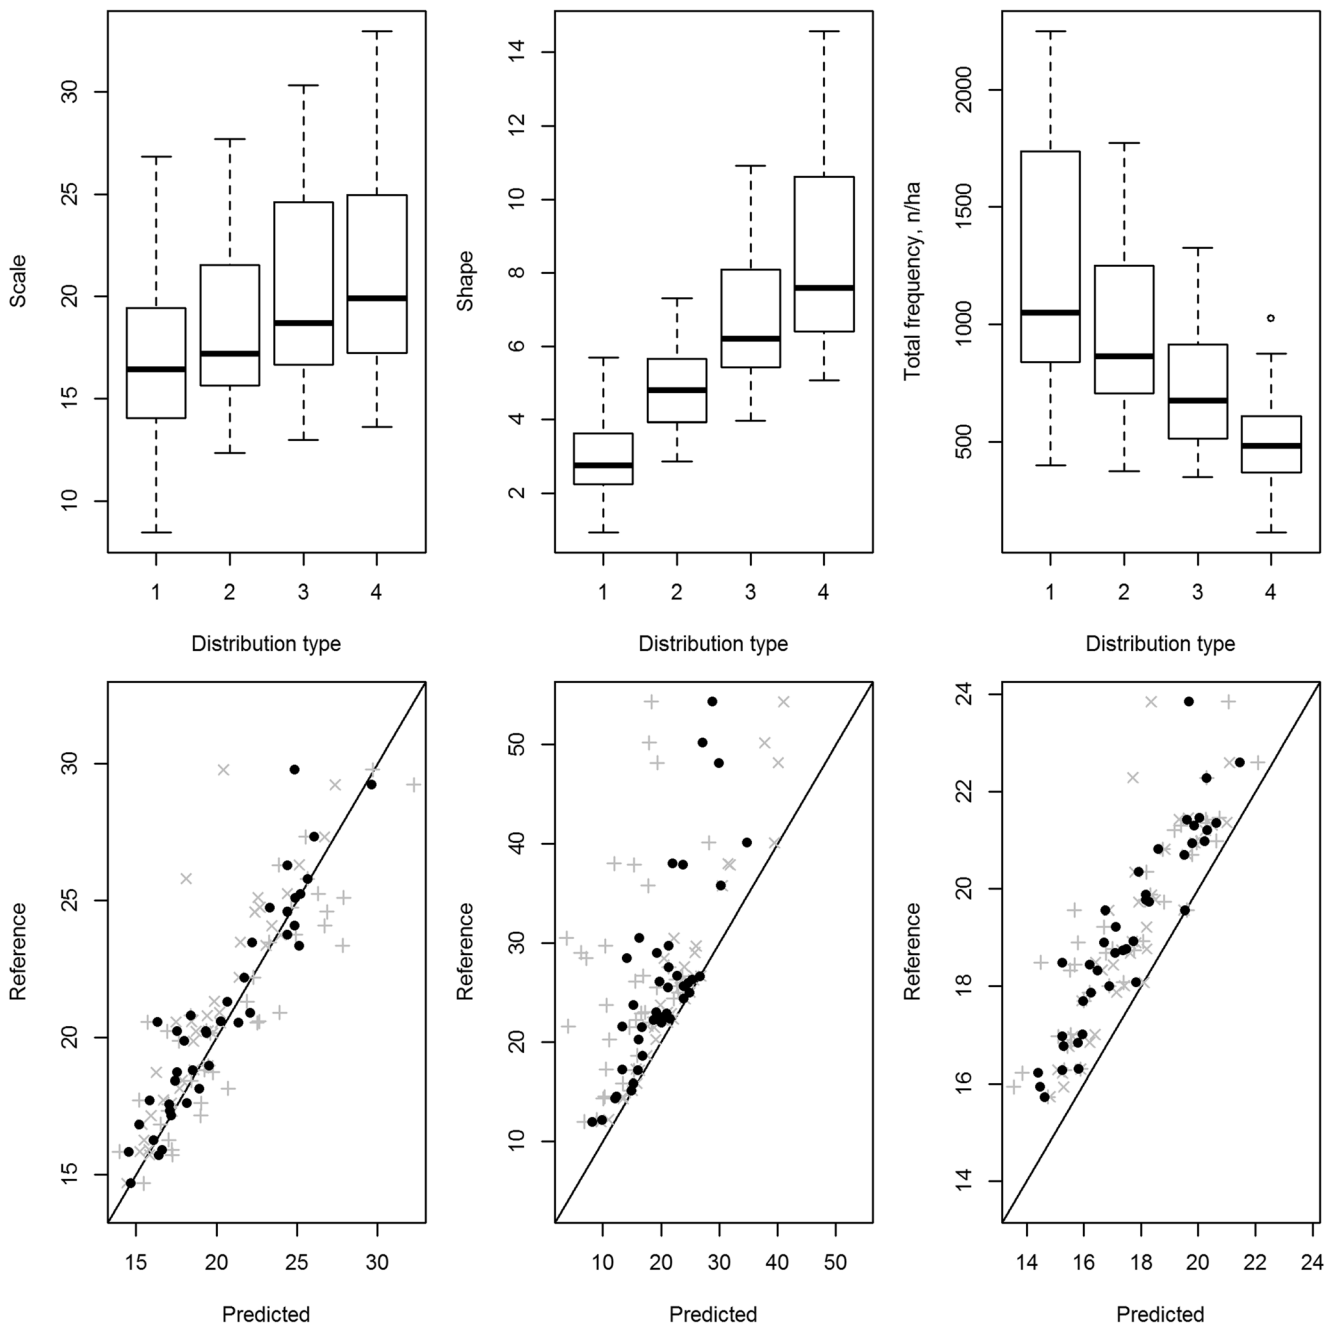 Scale
10 15 20 25 30
1 2 3 4
Distribution type
Shape
2 4 6 8 10 12 14
1 2 3 4
Distribution type
Total frequency, n/ha
500 1000 1500 2000
1 2 3 4
Distribution type
Reference
15 20 25 30
15 20 25 30
Predicted
Reference
10 20 30 40 50
10 20 30 40 50
Predicted
Reference
14 16 18 20 22 24
14 16 18 20 22 24
Predicted